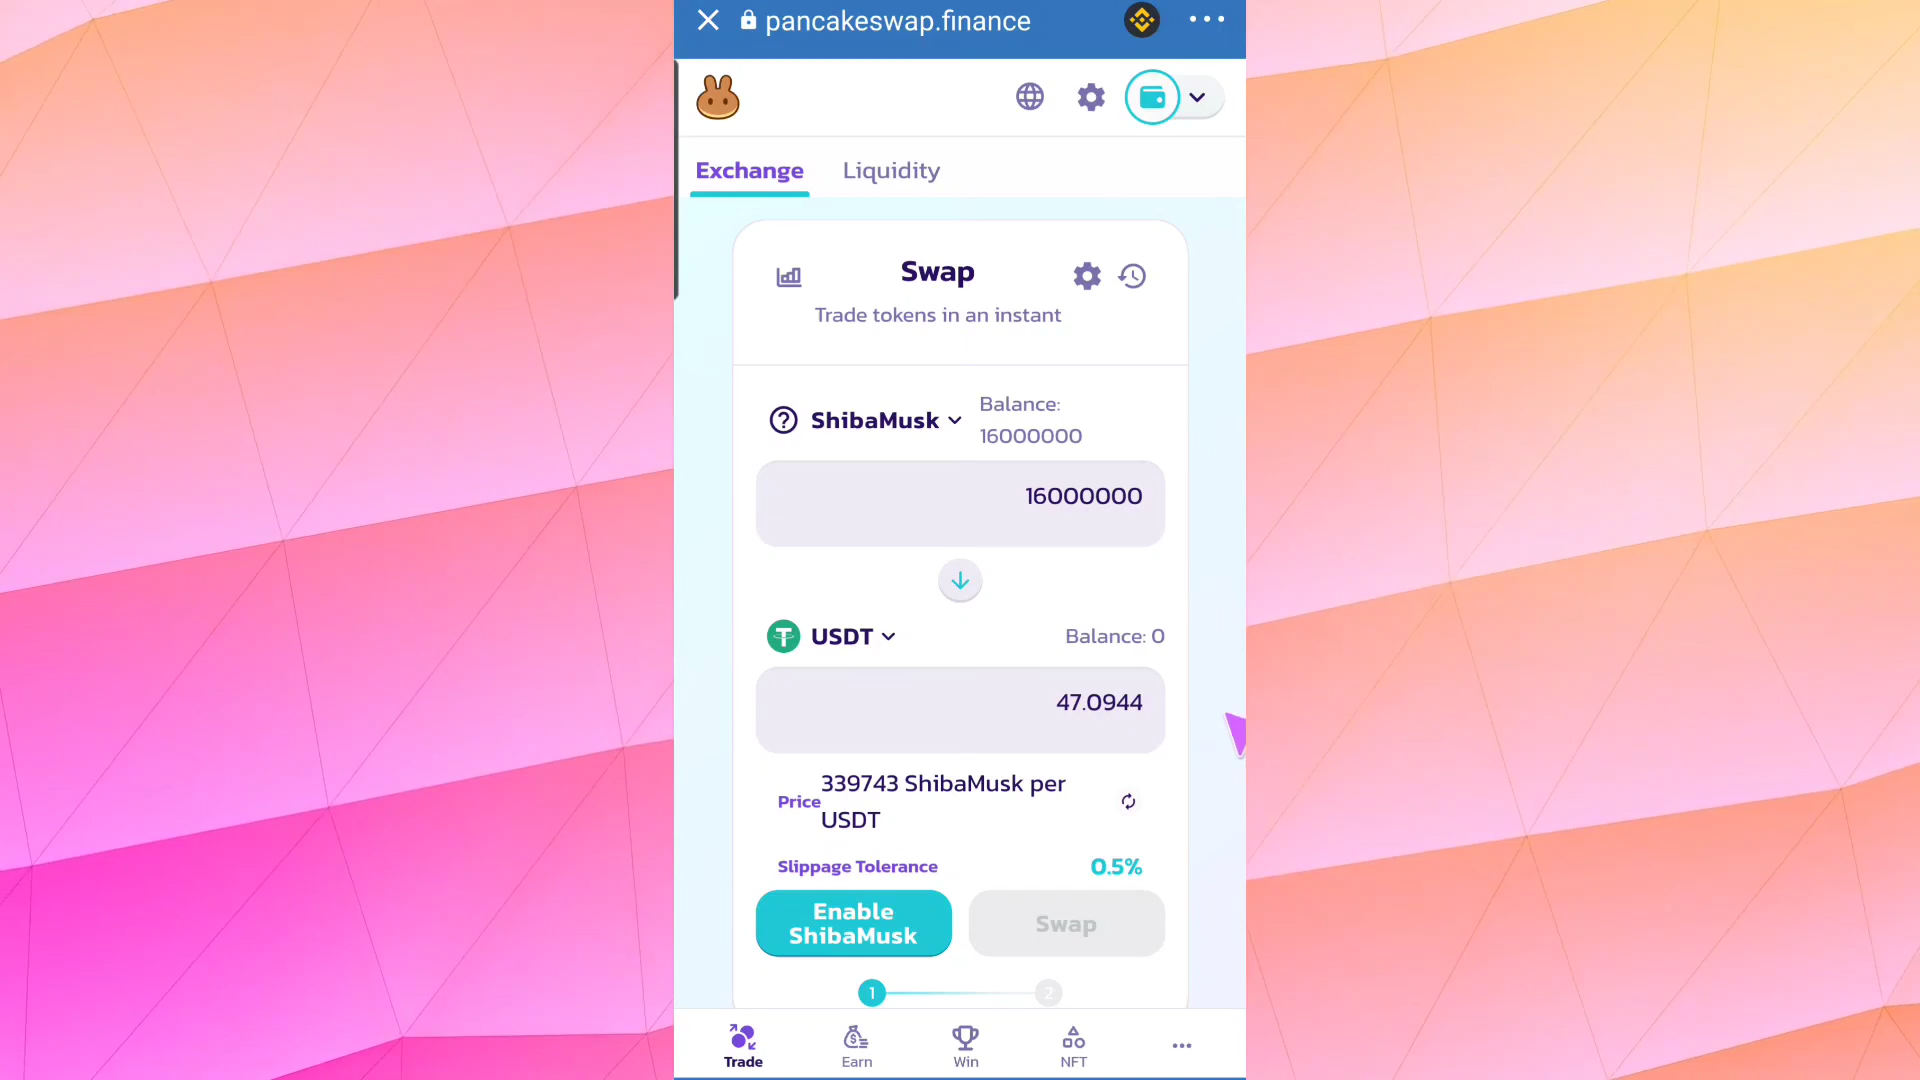 pancakeswap.finance
Exchange
Liquidity
Swap
Trade tokens in an instant
ShibaMusk
Balance:
16000000
16000000
USDT
Balance: 0
47.0944
Price
339743 ShibaMusk per
USDT
Slippage Tolerance
0.5%
Enable
ShibaMusk
Swap
1
2
Trade
Earn
Win
NFT